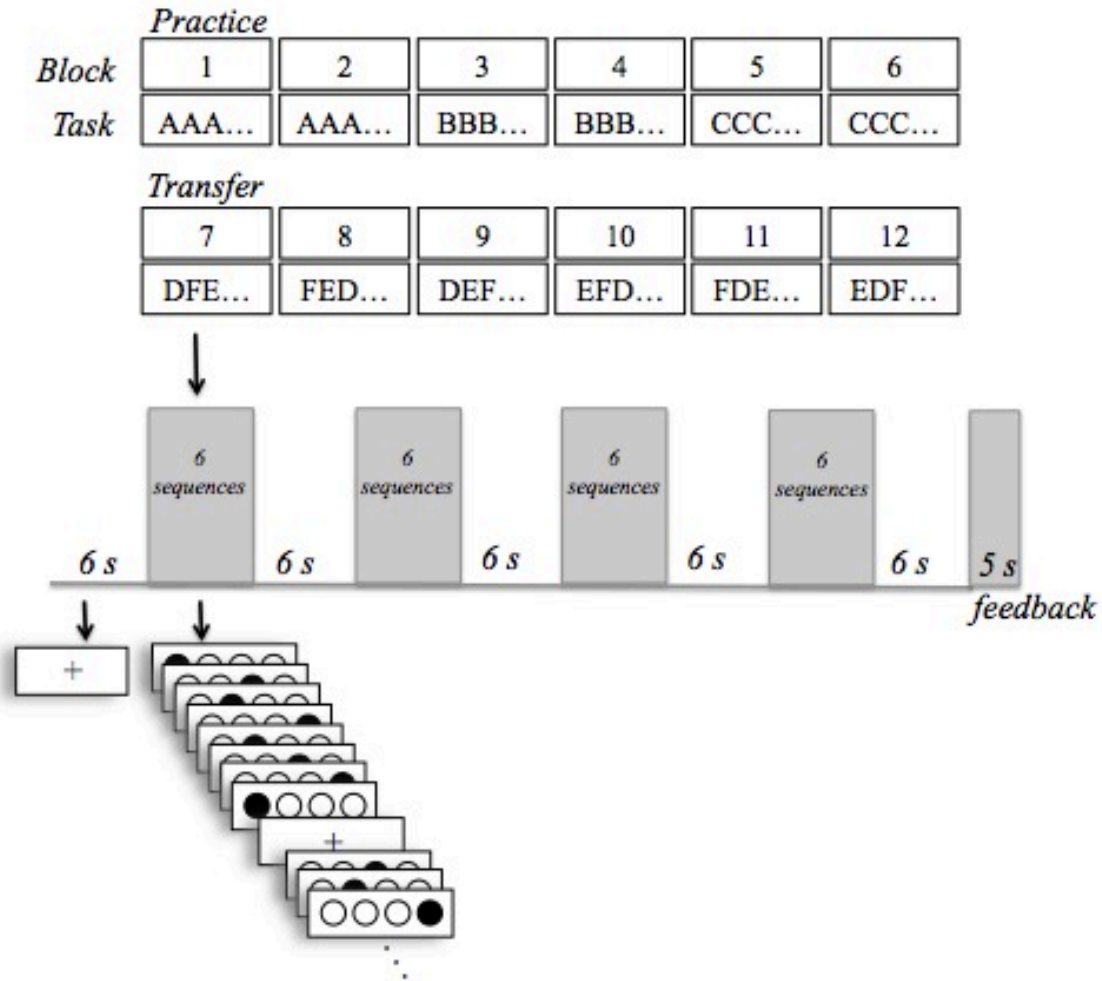 Practice
Block 1 2 3 4 5 6
Task AAA... AAA... BBB... BBB... CCC... CCC...
Transfer
7 8 9 10 11 12
DFE... FED... DEF... EFD... FDE... EDF...
6 sequences 6 sequences 6 sequences 6 sequences
6 s 6 s 6 s 6 s 6 s 5 s
feedback
+
+